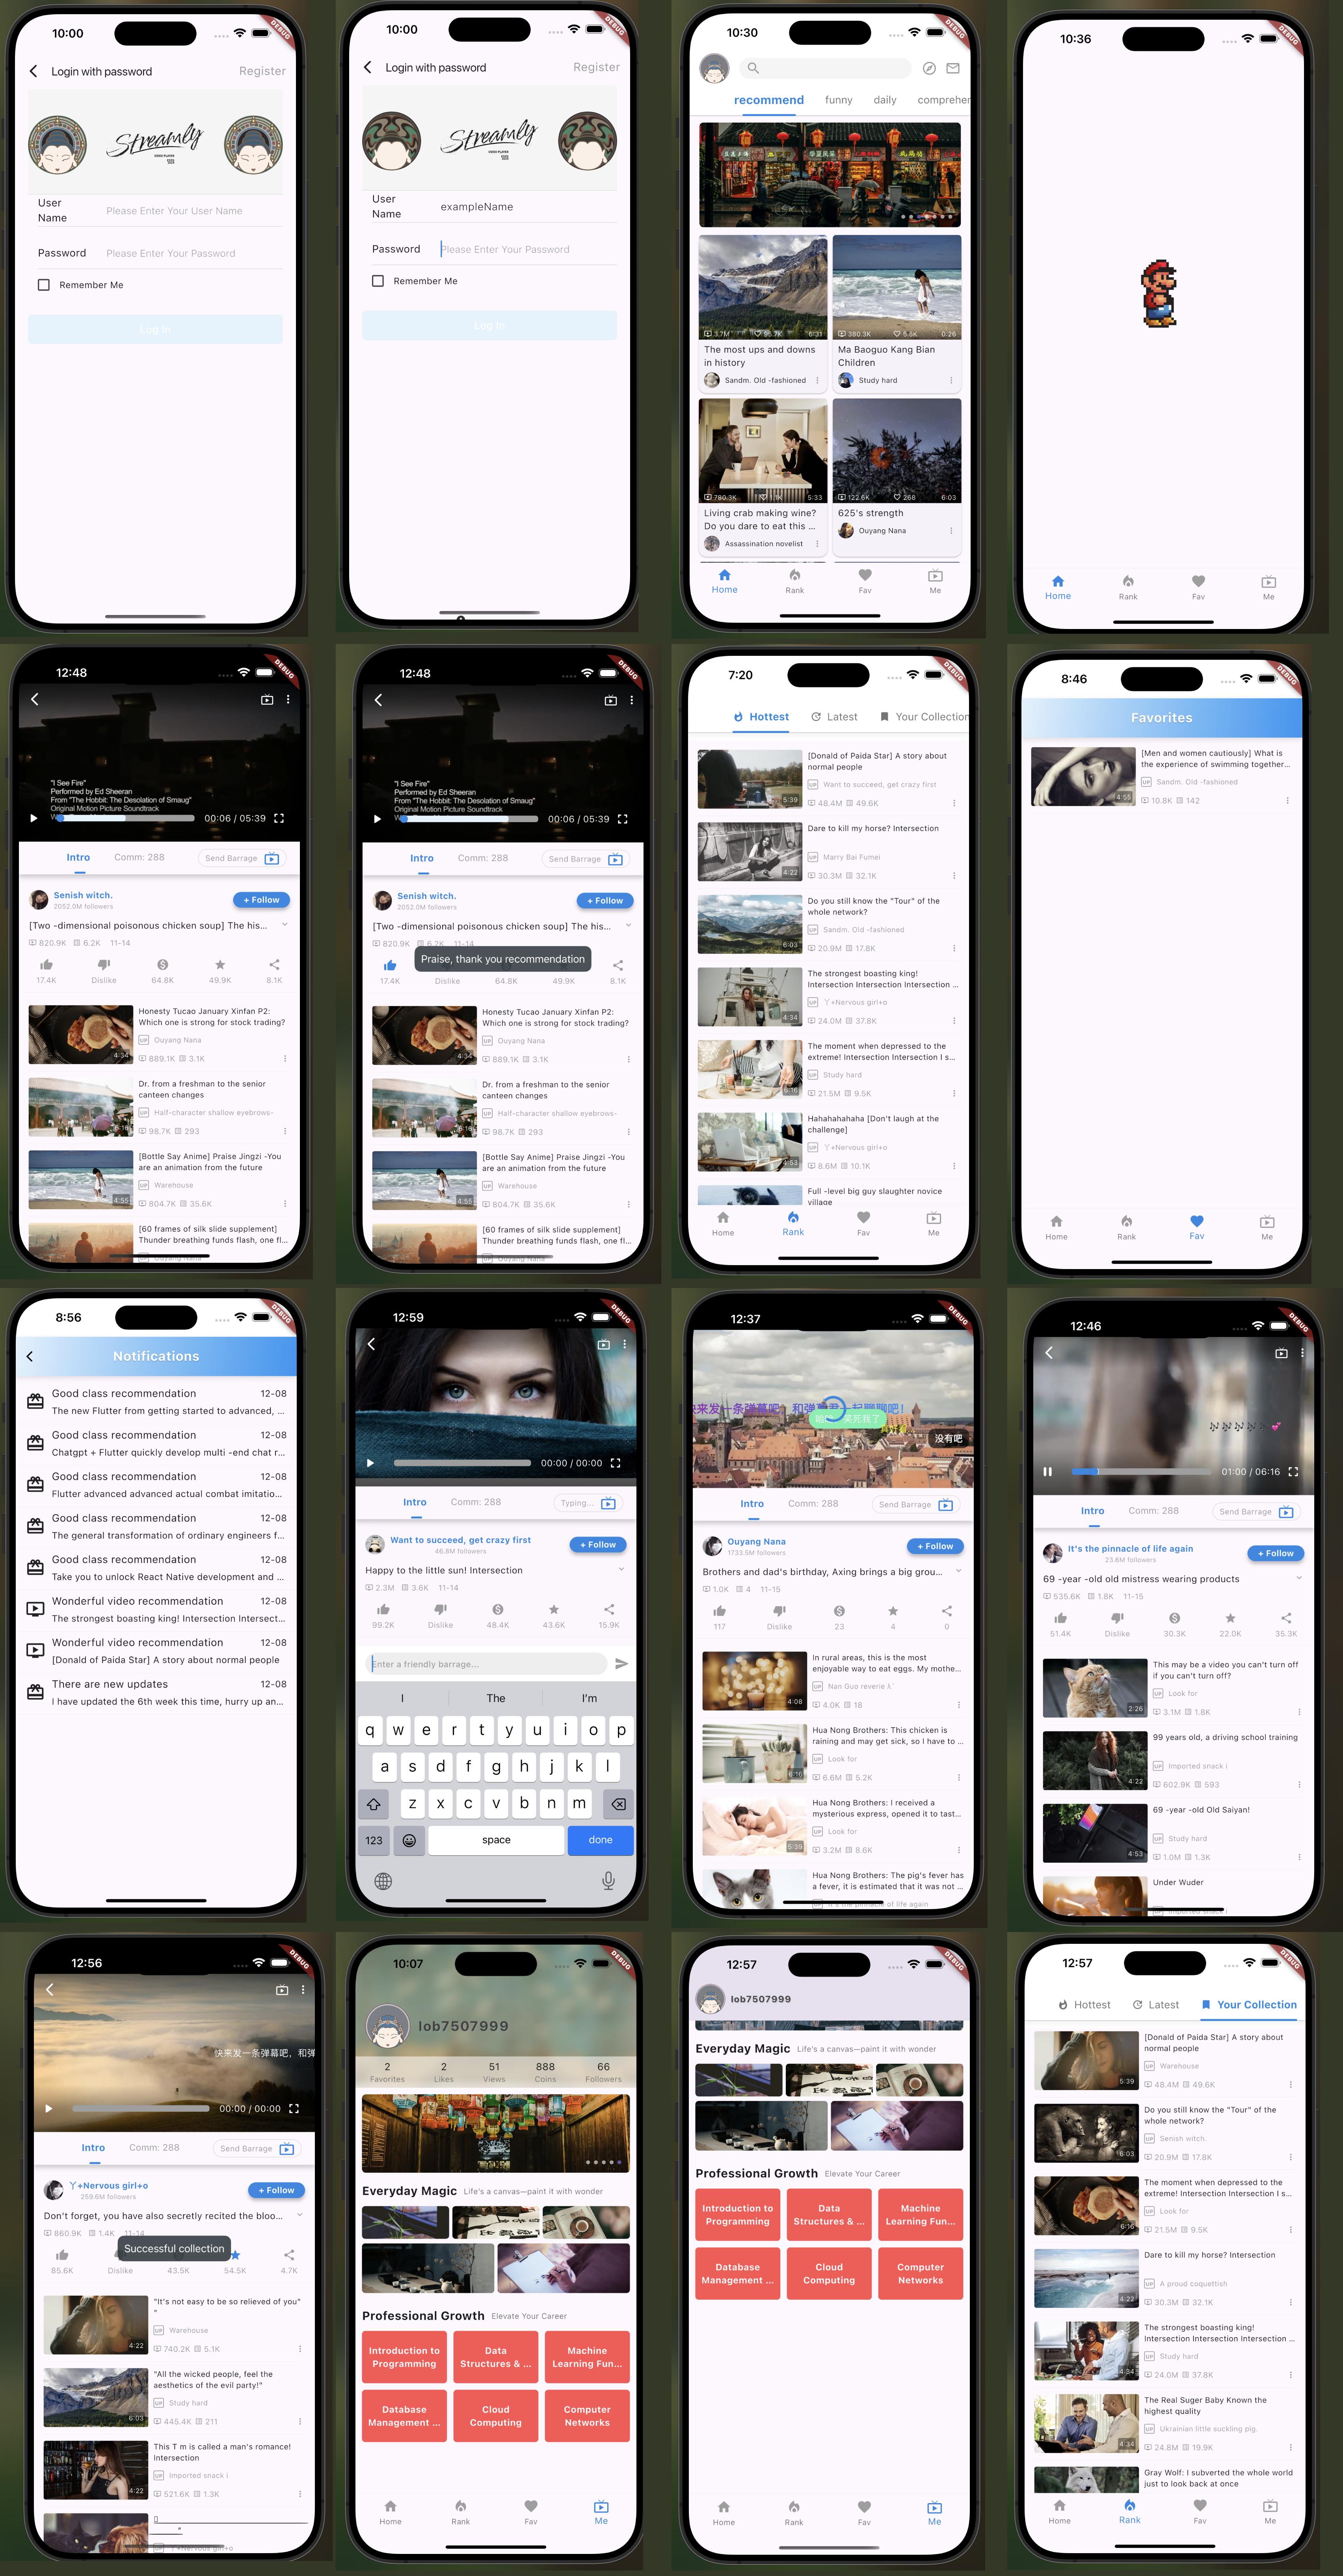 10:00
DEBUG
Login with password
Register
Streamly
VIDEO PLAYER
User
Name
Please Enter Your User Name
Password
Please Enter Your Password
Remember Me
Log In
10:00
DEBUG
Login with password
Register
Streamly
VIDEO PLAYER
User
Name
exampleName
Password
Please Enter Your Password
Remember Me
Log In
10:30
DEBUG
recommend
funny
daily
comprehen
3.7M
6:31
The most ups and downs
in history
Sandm. Old -fashioned
380.3K
0:26
Ma Baoguo Kang Bian
Children
Study hard
780.3K
1.1K
5:33
Living crab making wine?
Do you dare to eat this ...
Assassination novelist
122.6K
268
6:03
625's strength
Ouyang Nana
Home
Rank
Fav
Me
10:36
DEBUG
Home
Rank
Fav
Me
12:48
DEBUG
"I See Fire"
Performed by Ed Sheeran
From "The Hobbit: The Desolation of Smaug"
Original Motion Picture Soundtrack
00:06 / 05:39
Intro
Comm: 288
Send Barrage
Senish witch.
2052.0M followers
+ Follow
[Two -dimensional poisonous chicken soup] The his...
820.9K
6.2K
11-14
17.4K
Dislike
64.8K
49.9K
8.1K
Honesty Tucao January Xinfan P2:
Which one is strong for stock trading?
UP Ouyang Nana
889.1K
3.1K
4:34
Dr. from a freshman to the senior
canteen changes
UP Half-character shallow eyebrows-
98.7K
293
6:16
[Bottle Say Anime] Praise Jingzi -You
are an animation from the future
UP Warehouse
804.7K
35.6K
4:55
[60 frames of silk slide supplement]
Thunder breathing funds flash, one fl...
Ouyang Nana
12:48
DEBUG
"I See Fire"
Performed by Ed Sheeran
From "The Hobbit: The Desolation of Smaug"
Original Motion Picture Soundtrack
00:06 / 05:39
Intro
Comm: 288
Send Barrage
Senish witch.
2052.0M followers
+ Follow
[Two -dimensional poisonous chicken soup] The his...
820.9K
6.2K
11-14
Praise, thank you recommendation
17.4K
Dislike
64.8K
49.9K
8.1K
Honesty Tucao January Xinfan P2:
Which one is strong for stock trading?
UP Ouyang Nana
889.1K
3.1K
4:34
Dr. from a freshman to the senior
canteen changes
UP Half-character shallow eyebrows-
98.7K
293
6:16
[Bottle Say Anime] Praise Jingzi -You
are an animation from the future
UP Warehouse
804.7K
35.6K
4:55
[60 frames of silk slide supplement]
Thunder breathing funds flash, one fl...
Ouyang Nana
7:20
DEBUG
Hottest
Latest
Your Collection
[Donald of Paida Star] A story about
normal people
UP Want to succeed, get crazy first
48.4M
49.6K
5:39
Dare to kill my horse? Intersection
UP Marry Bai Fumei
30.3M
32.1K
4:22
Do you still know the "Tour" of the
whole network?
UP Sandm. Old -fashioned
20.9M
17.8K
6:03
The strongest boasting king!
Intersection Intersection Intersection ...
UP 丫+Nervous girl+o
24.0M
37.8K
4:34
The moment when depressed to the
extreme! Intersection Intersection I s...
UP Study hard
21.5M
9.5K
6:16
Hahahahahaha [Don't laugh at the
challenge]
UP 丫+Nervous girl+o
8.6M
10.1K
4:53
Full -level big guy slaughter novice
village
Home
Rank
Fav
Me
8:46
DEBUG
Favorites
[Men and women cautiously] What is
the experience of swimming together...
UP Sandm. Old -fashioned
10.8K
142
4:55
Home
Rank
Fav
Me
8:56
DEBUG
Notifications
Good class recommendation
12-08
The new Flutter from getting started to advanced, ...
Good class recommendation
12-08
Chatgpt + Flutter quickly develop multi -end chat r...
Good class recommendation
12-08
Flutter advanced advanced actual combat imitatio...
Good class recommendation
12-08
The general transformation of ordinary engineers f...
Good class recommendation
12-08
Take you to unlock React Native development and ...
Wonderful video recommendation
12-08
The strongest boasting king! Intersection Intersect...
Wonderful video recommendation
12-08
[Donald of Paida Star] A story about normal people
There are new updates
12-08
I have updated the 6th week this time, hurry up an...
12:59
DEBUG
00:00 / 00:00
Intro
Comm: 288
Typing...
Want to succeed, get crazy first
46.8M followers
+ Follow
Happy to the little sun! Intersection
2.3M
3.6K
11-14
99.2K
Dislike
48.4K
43.6K
15.9K
Enter a friendly barrage...
I
The
I'm
q w e r t y u i o p
a s d f g h j k l
z x c v b n m
123
space
done
12:37
DEBUG
快来发一条弹幕吧，和弹幕君一起聊聊吧！
笑死我了
没有吧
Intro
Comm: 288
Send Barrage
Ouyang Nana
1733.5M followers
+ Follow
Brothers and dad's birthday, Axing brings a big grou...
1.0K
4
11-15
117
Dislike
23
4
0
In rural areas, this is the most
enjoyable way to eat eggs. My mothe...
UP Nan Guo reverie λ`
4.0K
18
4:08
Hua Nong Brothers: This chicken is
raining and may get sick, so I have to ...
UP Look for
6.6M
5.2K
6:16
Hua Nong Brothers: I received a
mysterious express, opened it to tast...
UP Look for
3.2M
8.6K
5:39
Hua Nong Brothers: The pig's fever has
a fever, it is estimated that it was not ...
It's the pinnacle of life again
12:46
DEBUG
01:00 / 06:16
Intro
Comm: 288
Send Barrage
It's the pinnacle of life again
23.6M followers
+ Follow
69 -year -old old mistress wearing products
535.6K
1.8K
11-15
51.4K
Dislike
30.3K
22.0K
35.3K
This may be a video you can't turn off
if you can't turn off?
UP Look for
3.1M
1.8K
2:26
99 years old, a driving school training
UP Imported snack i
602.9K
593
4:22
69 -year -old Old Saiyan!
UP Study hard
1.0M
1.3K
4:53
Under Wuder
Imported snack i
12:56
DEBUG
快来发一条弹幕吧，和弹
00:00 / 00:00
Intro
Comm: 288
Send Barrage
丫+Nervous girl+o
259.6M followers
+ Follow
Don't forget, you have also secretly recited the bloo...
860.9K
1.4K
11-14
Successful collection
85.6K
Dislike
43.5K
54.5K
4.7K
"It's not easy to be so relieved of you"
"
UP Warehouse
740.2K
5.1K
4:22
"All the wicked people, feel the
aesthetics of the evil party!"
UP Study hard
445.4K
211
6:03
This T m is called a man's romance!
Intersection
UP Imported snack i
521.6K
1.3K
4:22
10:07
DEBUG
lob7507999
2
Favorites
2
Likes
51
Views
888
Coins
66
Followers
Everyday Magic
Life's a canvas—paint it with wonder
Professional Growth
Elevate Your Career
Introduction to
Programming
Data
Structures & ...
Machine
Learning Fun...
Database
Management ...
Cloud
Computing
Computer
Networks
Home
Rank
Fav
Me
12:57
DEBUG
lob7507999
Everyday Magic
Life's a canvas—paint it with wonder
Professional Growth
Elevate Your Career
Introduction to
Programming
Data
Structures & ...
Machine
Learning Fun...
Database
Management ...
Cloud
Computing
Computer
Networks
Home
Rank
Fav
Me
12:57
DEBUG
Hottest
Latest
Your Collection
[Donald of Paida Star] A story about
normal people
UP Warehouse
48.4M
49.6K
5:39
Do you still know the "Tour" of the
whole network?
UP Senish witch.
20.9M
17.8K
6:03
The moment when depressed to the
extreme! Intersection Intersection I s...
UP Look for
21.5M
9.5K
6:16
Dare to kill my horse? Intersection
UP A proud coquettish
30.3M
32.1K
4:22
The strongest boasting king!
Intersection Intersection Intersection ...
UP Study hard
24.0M
37.8K
4:34
The Real Suger Baby Known the
highest quality
UP Ukrainian little suckling pig.
24.8M
19.9K
4:34
Gray Wolf: I subverted the whole world
just to look back at once
Home
Rank
Fav
Me